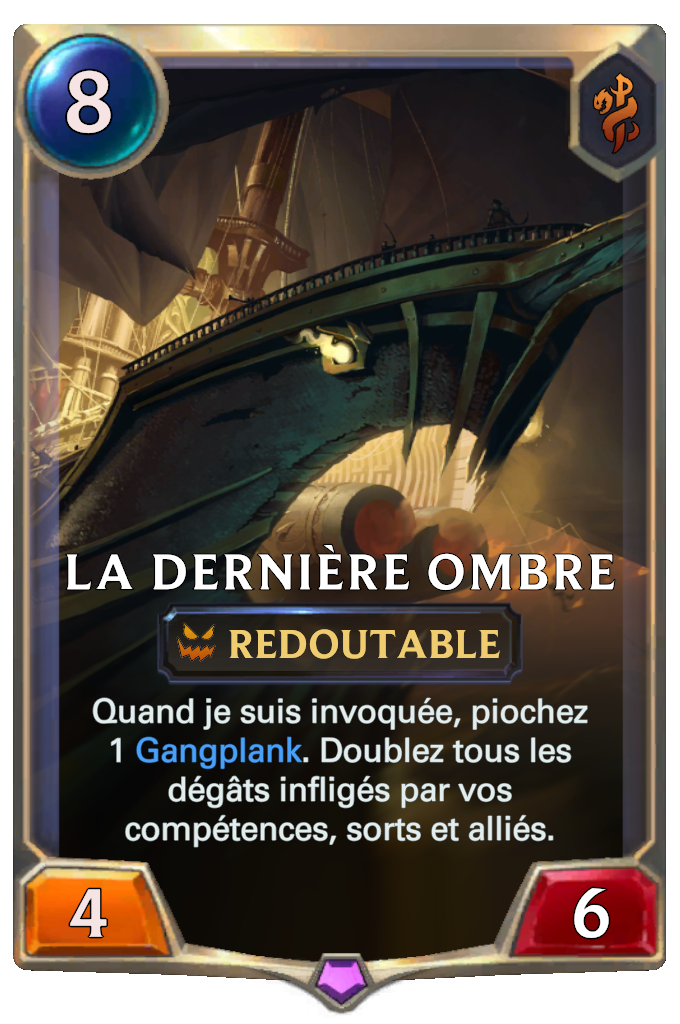 8
LA DERNIÈRE OMBRE
REDOUTABLE
Quand je suis invoquée, piochez
1 Gangplank. Doublez tous les
dégâts infligés par vos
compétences, sorts et alliés.
4
6